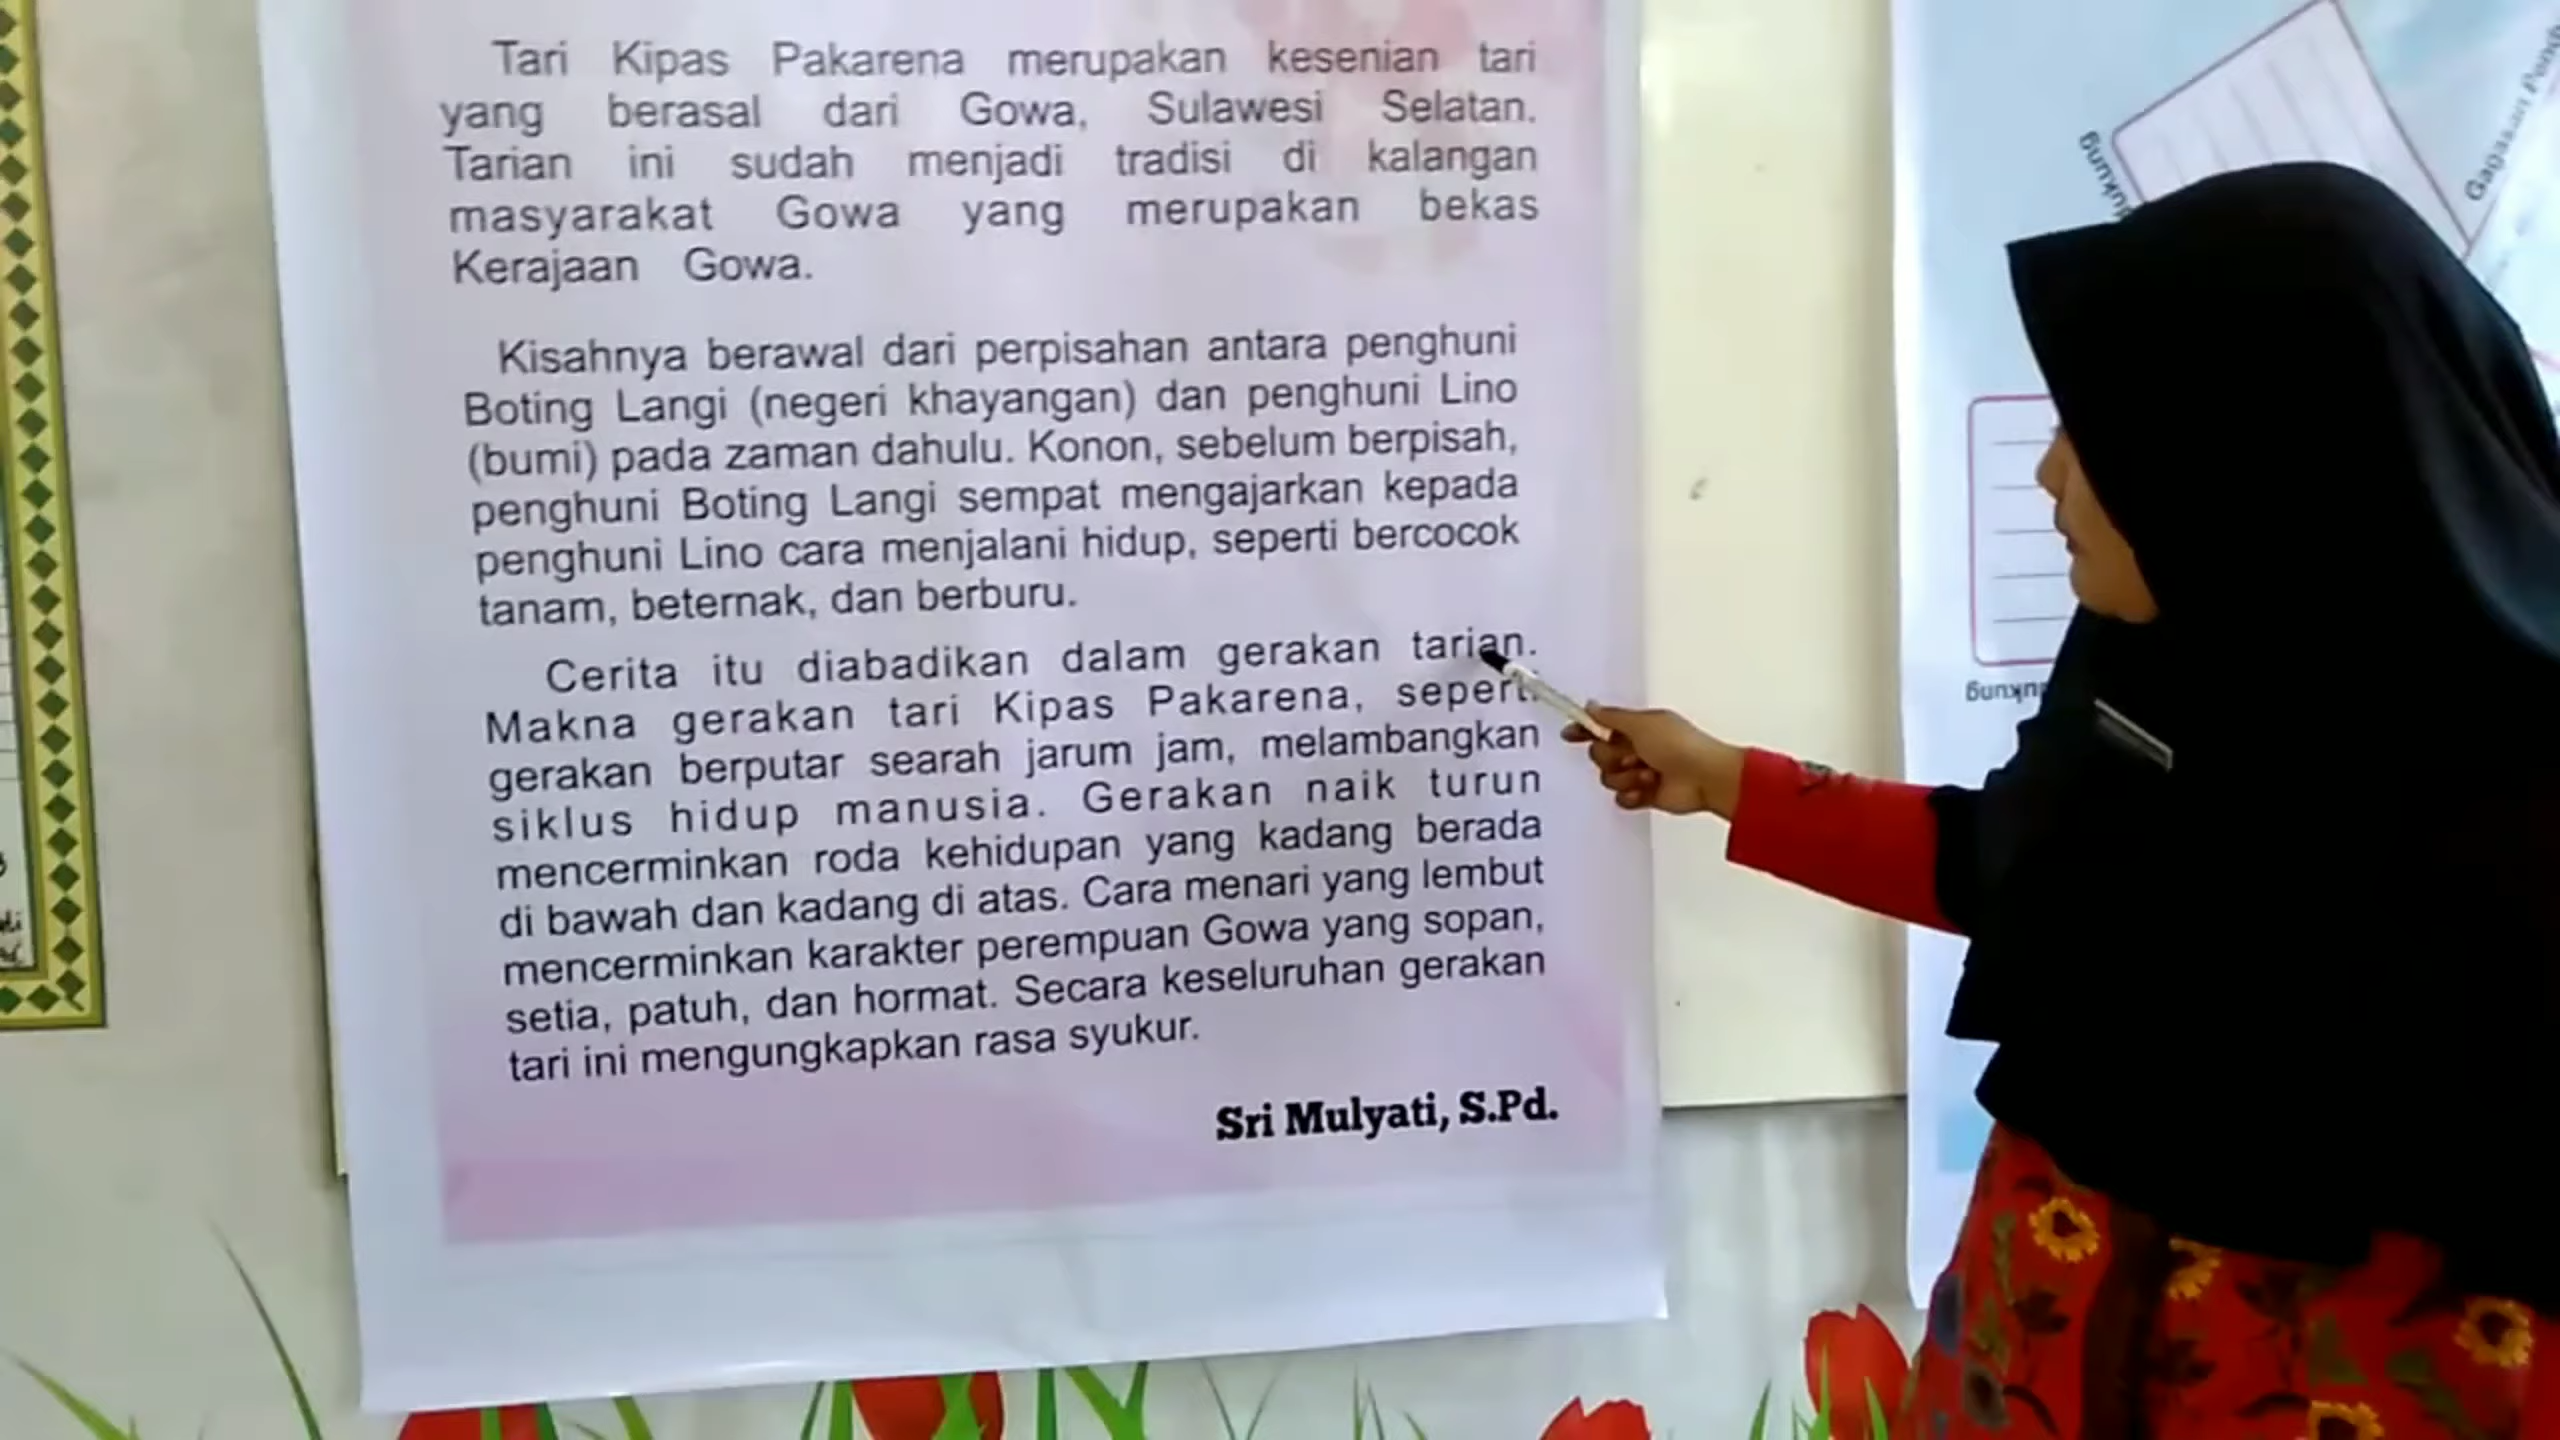 Tari Kipas Pakarena merupakan kesenian tari
yang berasal dari Gowa, Sulawesi Selatan.
Tarian ini sudah menjadi tradisi di kalangan
masyarakat Gowa yang merupakan bekas
Kerajaan Gowa.
Kisahnya berawal dari perpisahan antara penghuni
Boting Langi (negeri khayangan) dan penghuni Lino
(bumi) pada zaman dahulu. Konon, sebelum berpisah,
penghuni Boting Langi sempat mengajarkan kepada
penghuni Lino cara menjalani hidup, seperti bercocok
tanam, beternak, dan berburu.
Cerita itu diabadikan dalam gerakan tarian.
Makna gerakan tari Kipas Pakarena, seperti
gerakan berputar searah jarum jam, melambangkan
siklus hidup manusia. Gerakan naik turun
mencerminkan roda kehidupan yang kadang berada
di bawah dan kadang di atas. Cara menari yang lembut
mencerminkan karakter perempuan Gowa yang sopan,
setia, patuh, dan hormat. Secara keseluruhan gerakan
tari ini mengungkapkan rasa syukur.
Sri Mulyati, S.Pd.
Gagasan